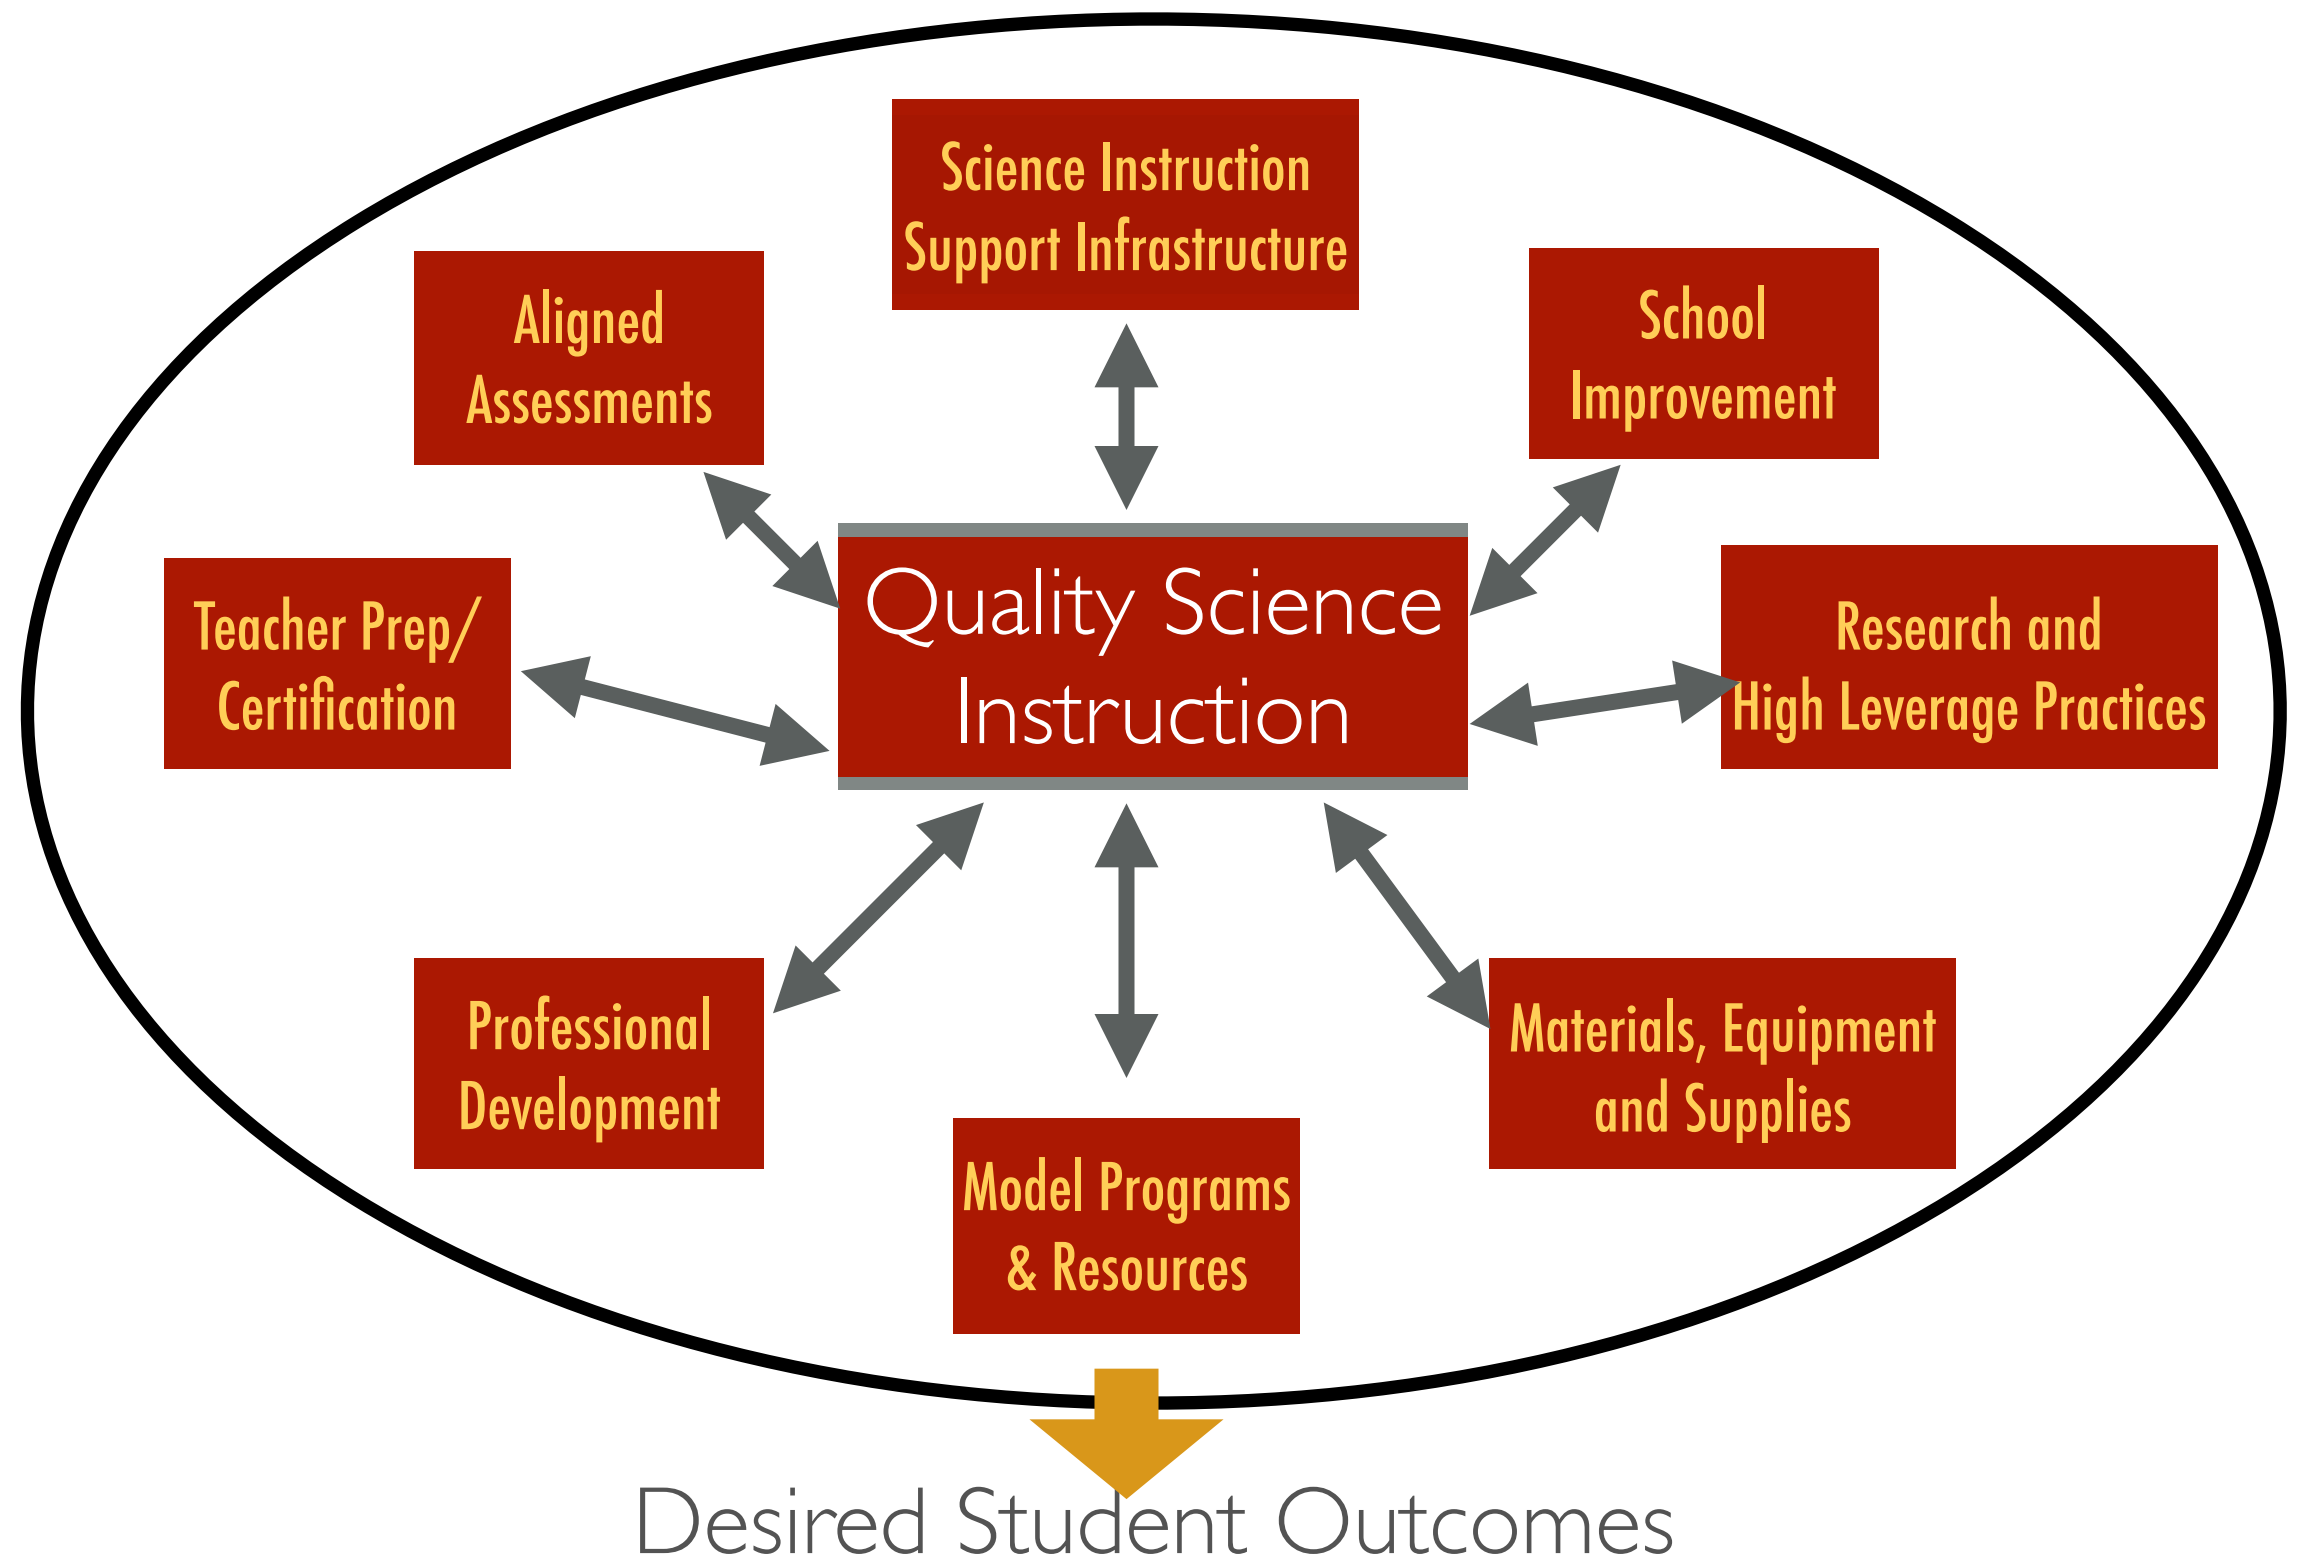 Science Instruction
Support Infrastructure
Aligned
Assessments
School
Improvement
Quality Science
Instruction
Teacher Prep/
Certification
Research and
High Leverage Practices
Professional
Development
Materials, Equipment
and Supplies
Model Programs
& Resources
Desired Student Outcomes